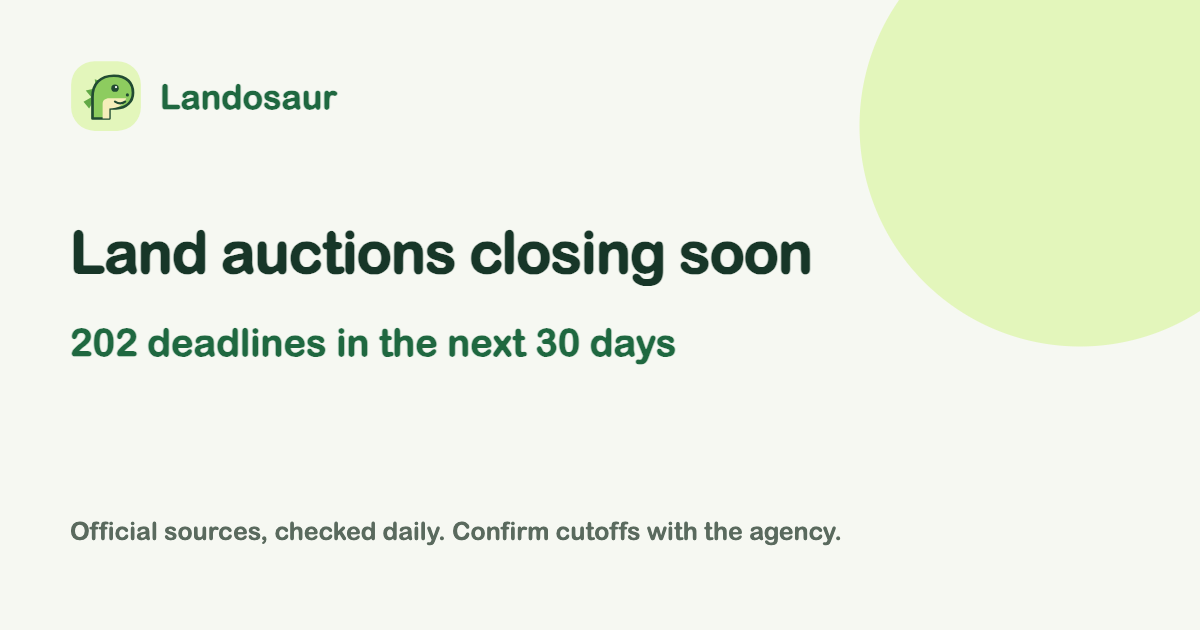 Landosaur
Land auctions closing soon
202 deadlines in the next 30 days
Official sources, checked daily. Confirm cutoffs with the agency.